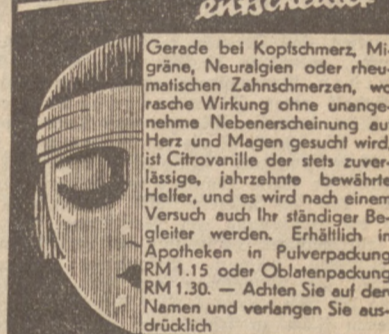 entscheidet
Gerade bei Kopfschmerz, Mi-
gräne, Neuralgien oder rheu-
matischen Zahnschmerzen, wo
rasche Wirkung ohne unange-
nehme Nebenerscheinung auf
Herz und Magen gesucht wird,
ist Citrovanille der stets zuver-
lässige, jahrzehnte bewährte
Helfer, und es wird nach einem
Versuch auch Ihr ständiger Be-
gleiter werden. Erhältlich in
Apotheken in Pulverpackung
RM 1.15 oder Oblatenpackung
RM 1.30. — Achten Sie auf den
Namen und verlangen Sie aus-
drücklich